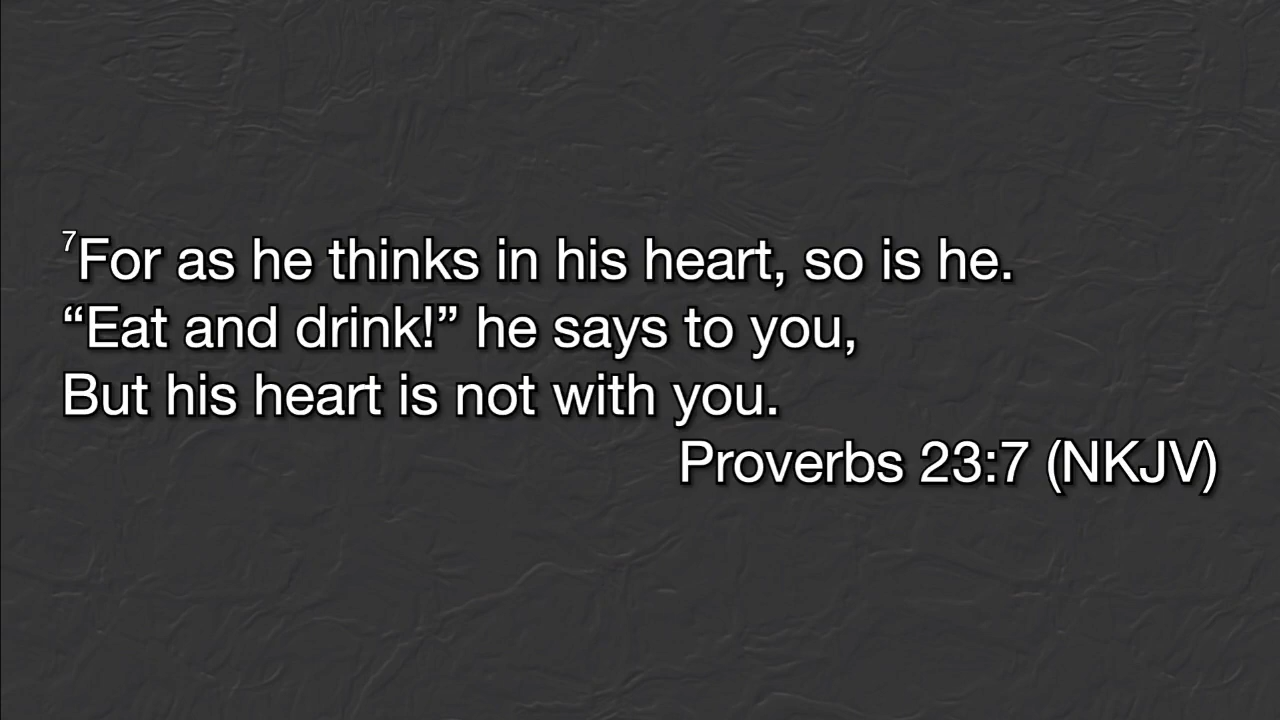 ⁷For as he thinks in his heart, so is he.
“Eat and drink!” he says to you,
But his heart is not with you.
Proverbs 23:7 (NKJV)